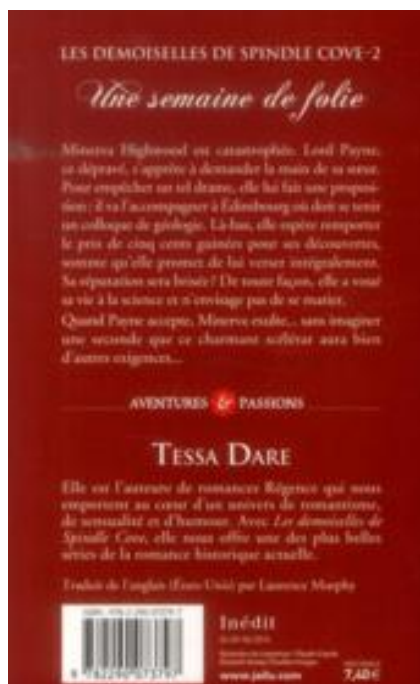 LES DEMOISELLES DE SPINDLE COVE-2
Une semaine de folie
Minerva Highwood est catastrophée. Lord Payne,
ce dépravé, s'apprête à demander la main de sa sœur.
Pour empêcher un tel drame, elle lui fait une proposi-
tion : il va l'accompagner à Édimbourg où doit se tenir
un colloque de géologie. Là-bas, elle espère remporter
le prix de cinq cents guinées pour ses découvertes,
somme qu'elle promet de lui verser intégralement.
Sa réputation sera brisée ? De toute façon, elle a voué
sa vie à la science et n'envisage pas de se marier.
Quand Payne accepte, Minerva exulte... sans imaginer
une seconde que ce charmant scélérat aura bien
d'autres exigences...
AVENTURES & PASSIONS
TESSA DARE
Elle est l'auteure de romances Régence qui nous
emportent au cœur d'un univers de romantisme,
de sensualité et d'humour. Avec Les demoiselles de
Spindle Cove, elle nous offre une des plus belles
séries de la romance historique actuelle.
Traduit de l'anglais (États-Unis) par Laurence Murphy
Inédit
www.jailu.com
7,40 €
9 782290 073797